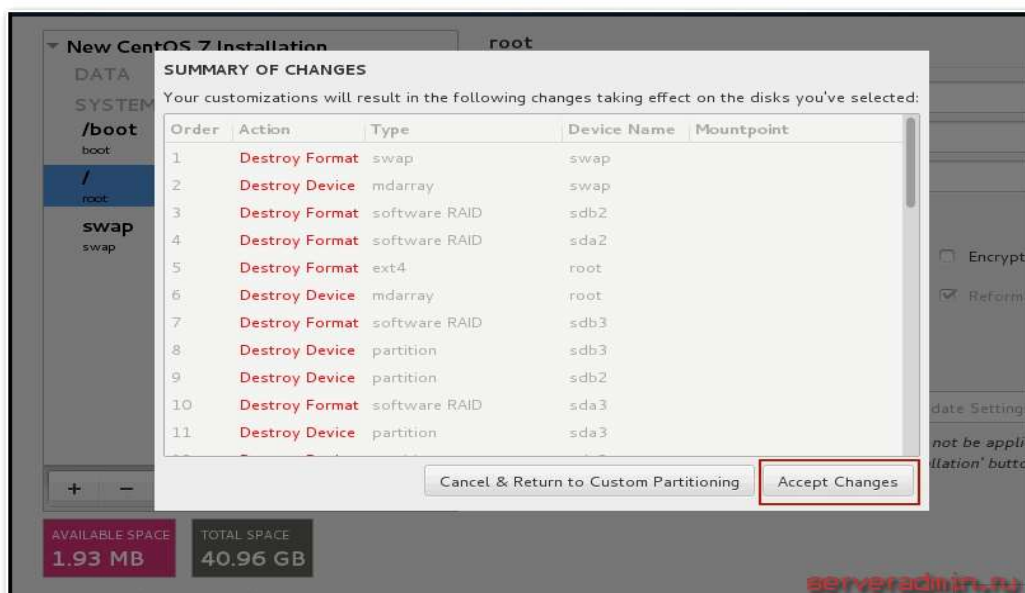 New CentOS 7 Installation
root
DATA
SYSTEM
/boot
boot
/
root
swap
swap
SUMMARY OF CHANGES
Your customizations will result in the following changes taking effect on the disks you've selected:
Order Action Type Device Name Mountpoint
1 Destroy Format swap swap
2 Destroy Device mdarray swap
3 Destroy Format software RAID sdb2
4 Destroy Format software RAID sda2
5 Destroy Format ext4 root
6 Destroy Device mdarray root
7 Destroy Format software RAID sdb3
8 Destroy Device partition sdb3
9 Destroy Device partition sdb2
10 Destroy Format software RAID sda3
11 Destroy Device partition sda3
Cancel & Return to Custom Partitioning
Accept Changes
Encrypt
Reform
date Setting
not be appli
llation' butto
+ −
AVAILABLE SPACE
1.93 MB
TOTAL SPACE
40.96 GB
serveradmin.ru